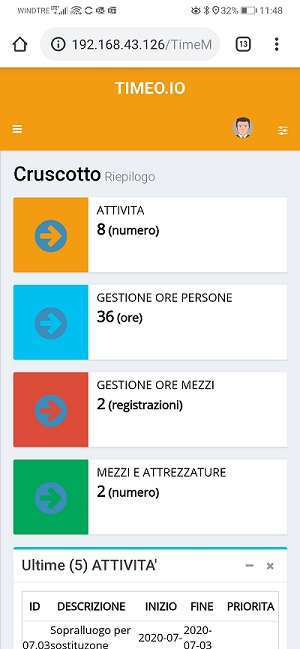 WINDTRE 32% 11:48
192.168.43.126/TimeM 13
TIMEO.IO
Cruscotto Riepilogo
ATTIVITA
8 (numero)
GESTIONE ORE PERSONE
36 (ore)
GESTIONE ORE MEZZI
2 (registrazioni)
MEZZI E ATTREZZATURE
2 (numero)
Ultime (5) ATTIVITA'
ID DESCRIZIONE INIZIO FINE PRIORITA
Sopralluogo per 2020-
07.03 sostituzone 2020-07- 07-03